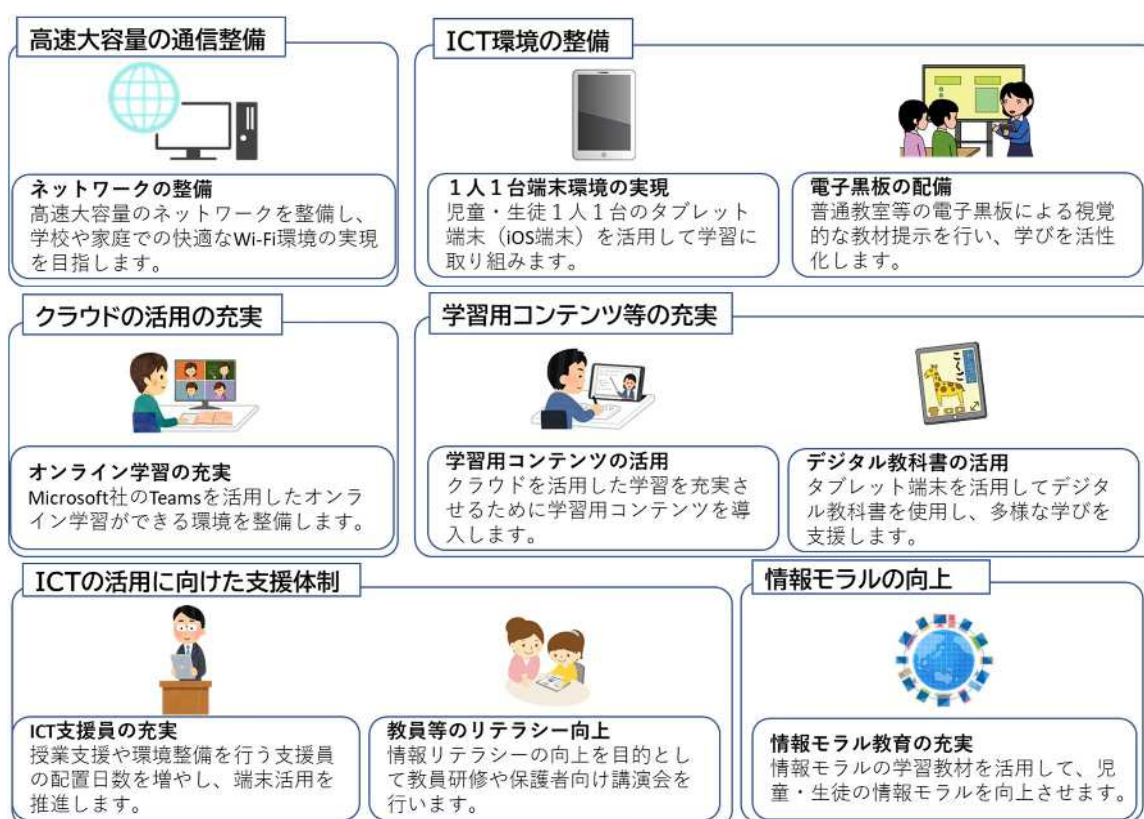 高速大容量の通信整備
ネットワークの整備
高速大容量のネットワークを整備し、
学校や家庭での快適なWi-Fi環境の実現
を目指します。
ICT環境の整備
１人１台端末環境の実現
児童・生徒１人１台のタブレット
端末（iOS端末）を活用して学習に
取り組みます。
電子黒板の配備
普通教室等の電子黒板による視覚
的な教材提示を行い、学びを活性
化します。
クラウドの活用の充実
オンライン学習の充実
Microsoft社のTeamsを活用したオンラ
イン学習ができる環境を整備します。
学習用コンテンツ等の充実
学習用コンテンツの活用
クラウドを活用した学習を充実さ
せるために学習用コンテンツを導
入します。
こくご
デジタル教科書の活用
タブレット端末を活用してデジタ
ル教科書を使用し、多様な学びを
支援します。
ICTの活用に向けた支援体制
ICT支援員の充実
授業支援や環境整備を行う支援員
の配置日数を増やし、端末活用を
推進します。
教員等のリテラシー向上
情報リテラシーの向上を目的とし
て教員研修や保護者向け講演会を
行います。
情報モラルの向上
情報モラル教育の充実
情報モラルの学習教材を活用して、児
童・生徒の情報モラルを向上させます。